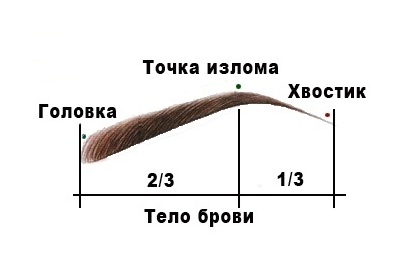 Точка излома
Хвостик
Головка
2/3
1/3
Тело брови